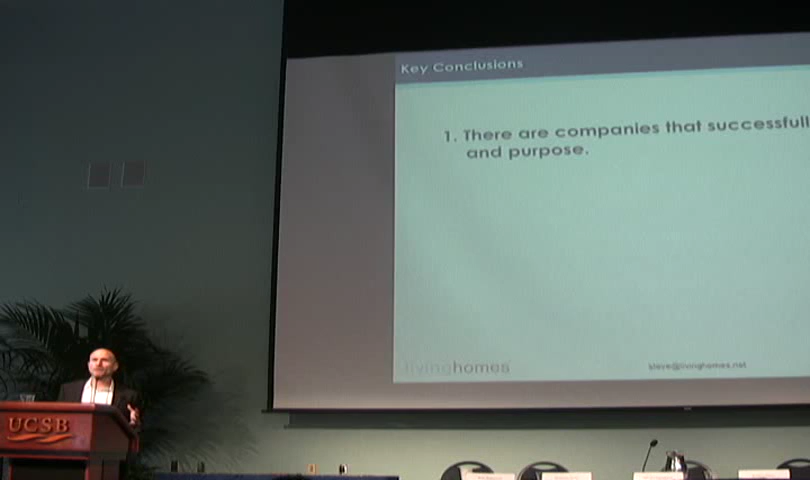 Key Conclusions
1. There are companies that successfull
and purpose.
livinghomes
steve@livinghomes.net
UCSB